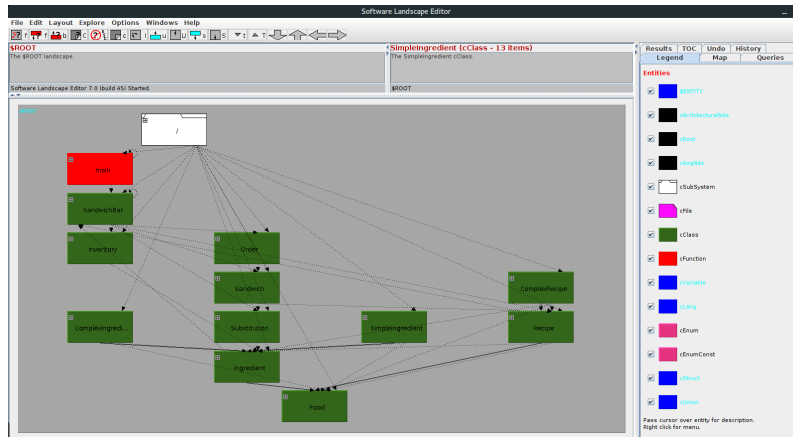 Software Landscape Editor
File Edit Layout Explore Options Windows Help
$ROOT
The $ROOT landscape
Software Landscape Editor 7.0 (build 45) Started.
SimpleIngredient (cClass - 13 items)
The SimpleIngredient cClass.
$ROOT
Results TOC Undo History
Legend Map Queries
/
main
SandwichBar
Inventory
Order
Sandwich
ComplexRecipe
ComplexIngredi...
Substitution
SimpleIngredient
Recipe
Ingredient
Food
Entities
$ENTITY
cArchitecturalNde
cRoot
cAsgNde
cSubSystem
cFile
cClass
cFunction
cVariable
cLang
cEnum
cEnumConst
cStruct
cUnion
Pass cursor over entity for description.
Right click for menu.